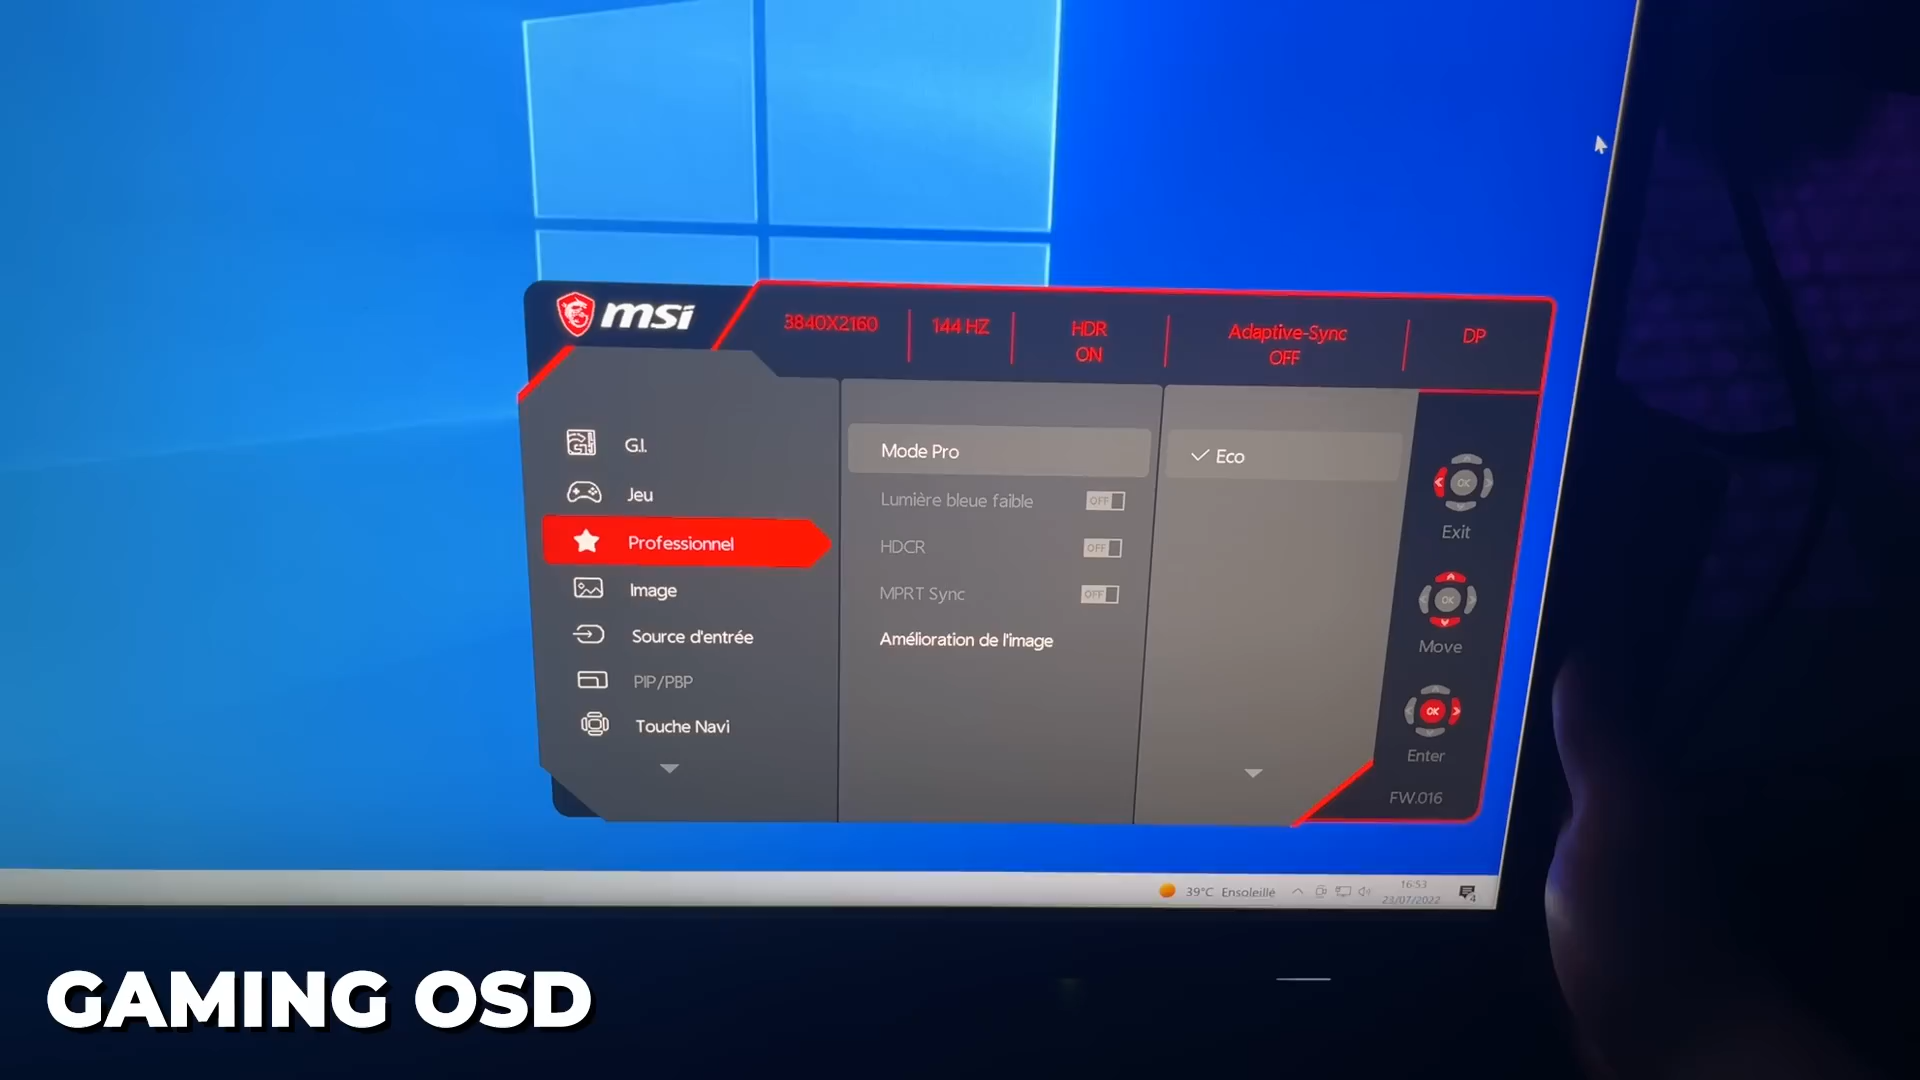 msi
3840X2160
144 HZ
HDR
ON
Adaptive-Sync
OFF
DP
G.I.
Jeu
Professionnel
Image
Source d'entrée
PIP/PBP
Touche Navi
Mode Pro
Lumière bleue faible
OFF
HDCR
OFF
MPRT Sync
OFF
Amélioration de l'image
Eco
OK
Exit
OK
Move
OK
Enter
FW.016
39°C Ensoleillé
16:53
23/07/2022
4
GAMING OSD